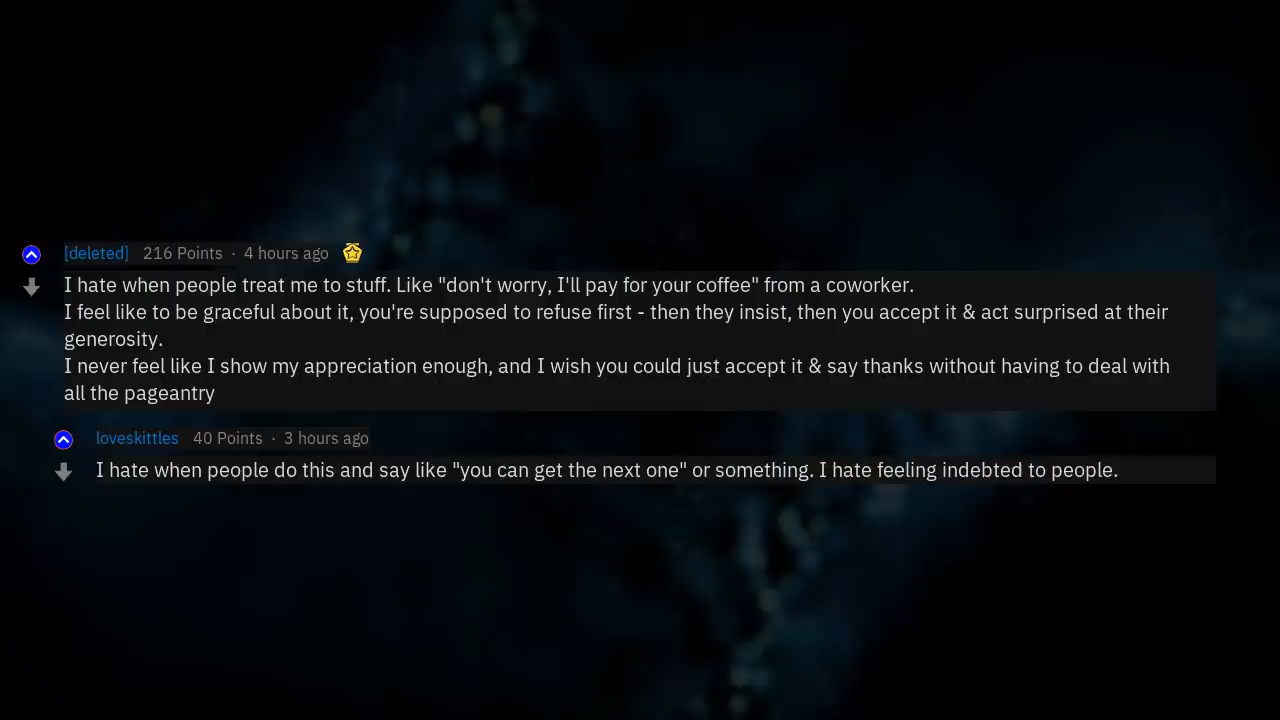 [deleted] 216 Points · 4 hours ago
I hate when people treat me to stuff. Like "don't worry, I'll pay for your coffee" from a coworker.
I feel like to be graceful about it, you're supposed to refuse first - then they insist, then you accept it & act surprised at their
generosity.
I never feel like I show my appreciation enough, and I wish you could just accept it & say thanks without having to deal with
all the pageantry
loveskittles 40 Points · 3 hours ago
I hate when people do this and say like "you can get the next one" or something. I hate feeling indebted to people.